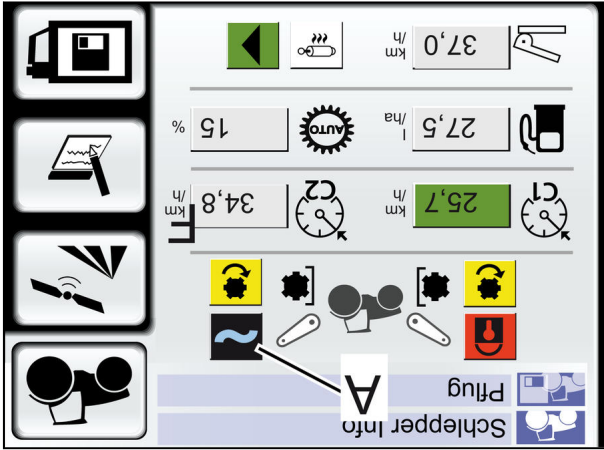 Schlepper Info
Pflug
A
C1 25,7 km/h
C2 34,8 km/h
27,5 l/ha
AUTO 15 %
37,0 km/h